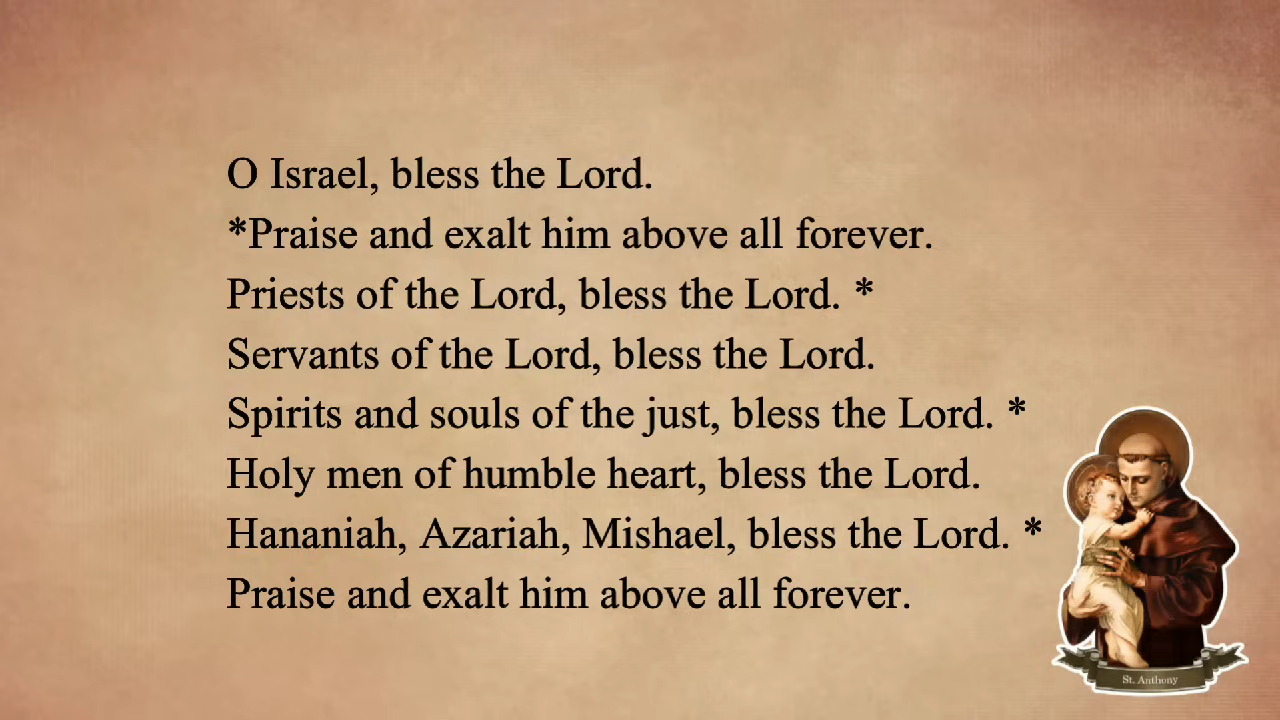 O Israel, bless the Lord.
*Praise and exalt him above all forever.
Priests of the Lord, bless the Lord. *
Servants of the Lord, bless the Lord.
Spirits and souls of the just, bless the Lord. *
Holy men of humble heart, bless the Lord.
Hananiah, Azariah, Mishael, bless the Lord. *
Praise and exalt him above all forever.
St. Anthony